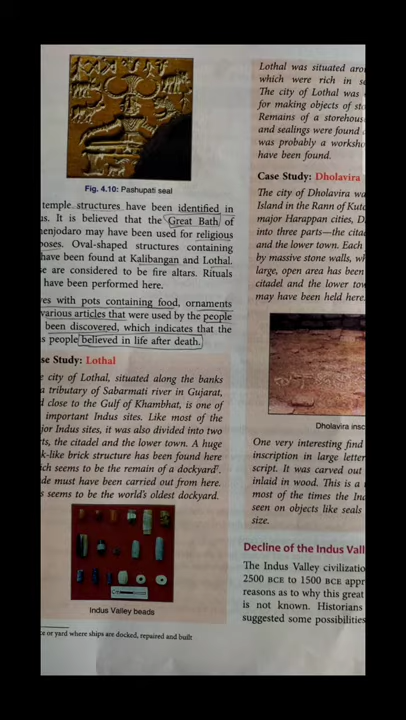 Fig. 4.10: Pashupati seal
temple structures have been identified in
us. It is believed that the Great Bath of
enjodaro may have been used for religious
oses. Oval-shaped structures containing
have been found at Kalibangan and Lothal.
se are considered to be fire altars. Rituals
have been performed here.
es with pots containing food, ornaments
various articles that were used by the people
been discovered, which indicates that the
s people believed in life after death.
se Study: Lothal
e city of Lothal, situated along the banks
a tributary of Sabarmati river in Gujarat,
d close to the Gulf of Khambhat, is one of
important Indus sites. Like most of the
jor Indus sites, it was also divided into two
ts, the citadel and the lower town. A huge
k-like brick structure has been found here
ich seems to be the remain of a dockyard⁷.
de must have been carried out from here.
s seems to be the world's oldest dockyard.
Indus Valley beads
ce or yard where ships are docked, repaired and built
Lothal was situated aro
which were rich in se
The city of Lothal was
for making objects of sto
Remains of a storehous
and sealings were found
was probably a worksho
have been found.
Case Study: Dholavira
The city of Dholavira wa
Island in the Rann of Kutc
major Harappan cities, D
into three parts—the citad
and the lower town. Each
by massive stone walls, wh
large, open area has been
citadel and the lower tow
may have been held here.
Dholavira insc
One very interesting find
inscription in large letter
script. It was carved out
inlaid in wood. This is a
most of the times the Ind
seen on objects like seals
size.
Decline of the Indus Vall
The Indus Valley civilizatio
2500 BCE to 1500 BCE appr
reasons as to why this great
is not known. Historians
suggested some possibilities